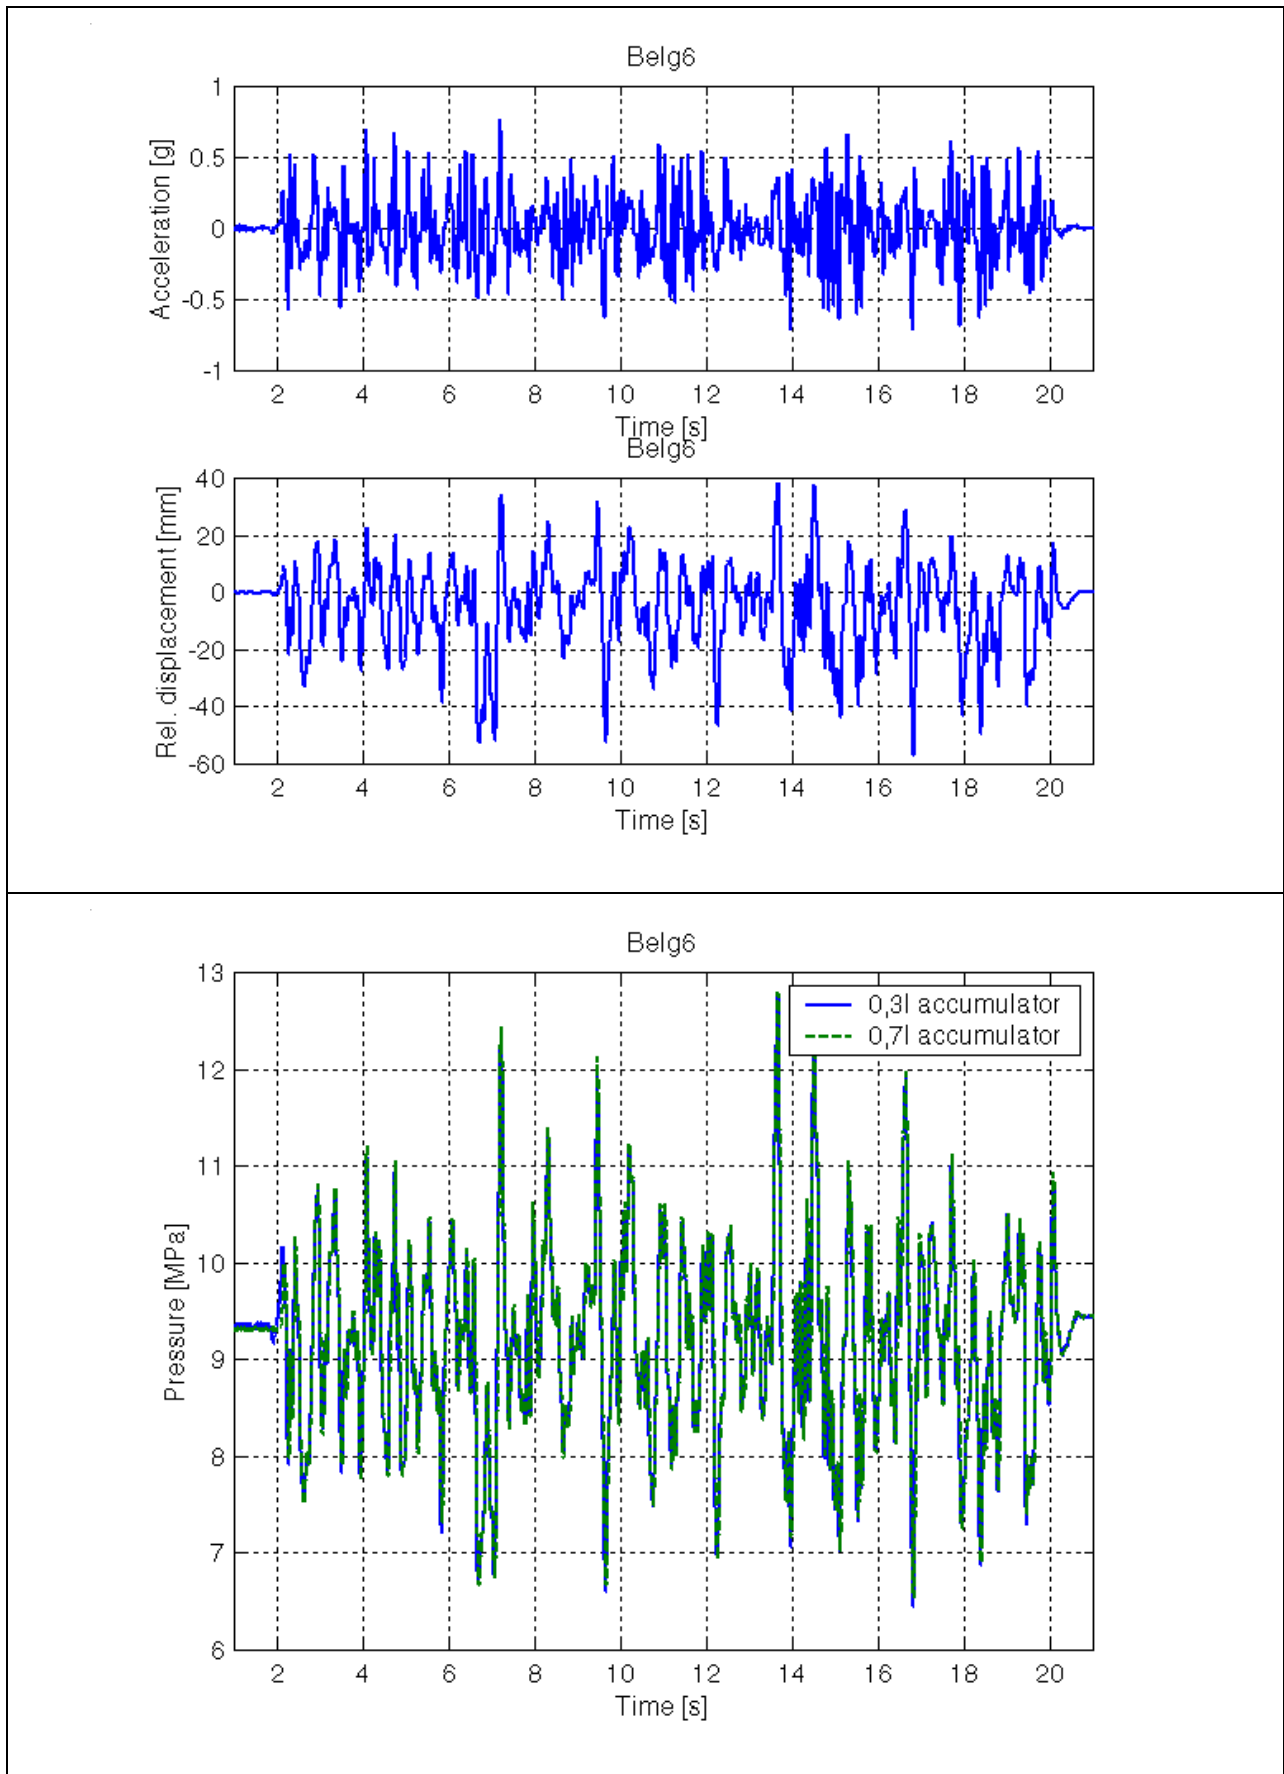 Belg6
1
0.5
0
-0.5
-1
Acceleration [g]
2 4 6 8 10 12 14 16 18 20
Time [s]
Belg6
40
20
0
-20
-40
-60
Rel. displacement [mm]
2 4 6 8 10 12 14 16 18 20
Time [s]
Belg6
13
12
11
10
9
8
7
6
Pressure [MPa]
0,3l accumulator
0,7l accumulator
2 4 6 8 10 12 14 16 18 20
Time [s]